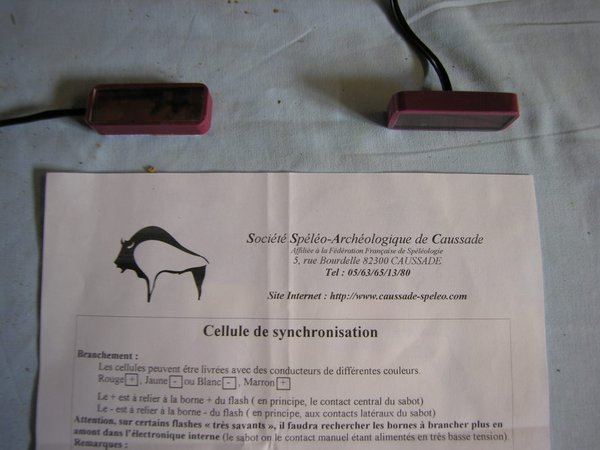 Société Spéléo-Archéologique de Caussade
Affiliée à la Fédération Française de Spéléologie
5, rue Bourdelle 82300 CAUSSADE
Tel : 05/63/65/13/80
Site Internet : http://www.caussade-speleo.com
Cellule de synchronisation
Branchement :
Les cellules peuvent être livrées avec des conducteurs de différentes couleurs.
Rouge + , Jaune - ou Blanc - , Marron +
Le + est à relier à la borne + du flash ( en principe, le contact central du sabot)
Le - est à relier à la borne - du flash ( en principe, aux contacts latéraux du sabot)
Attention, sur certains flashes « très savants », il faudra rechercher les bornes à brancher plus en
amont dans l'électronique interne (le sabot on le contact manuel étant alimentés en très basse tension)
Remarques :